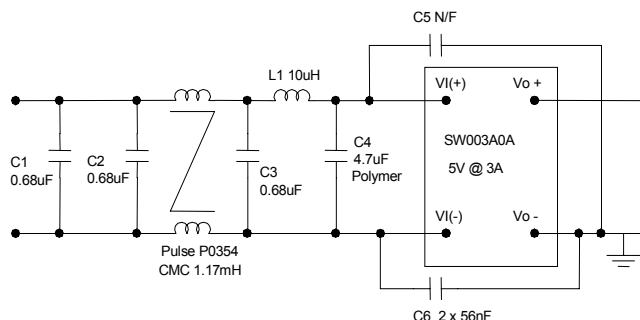 C5 N/F
L1 10uH
VI(+)
Vo +
C1
0.68uF
C2
0.68uF
C3
0.68uF
C4
4.7uF
Polymer
SW003A0A
5V @ 3A
VI(-)
Vo -
Pulse P0354
CMC 1.17mH
C6 2 x 56nF